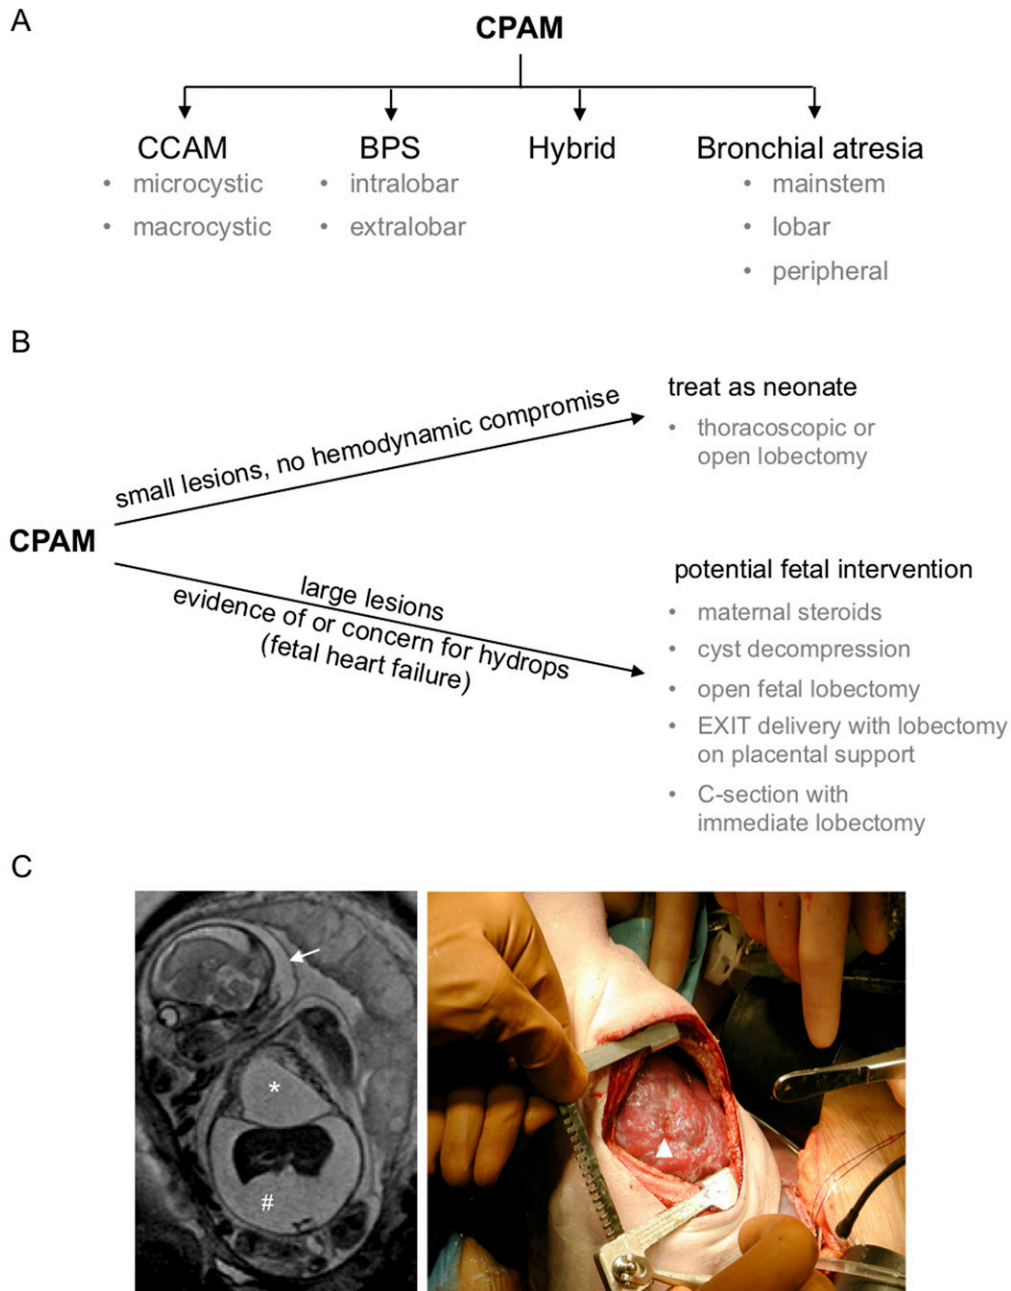 A
CPAM
CCAM
• microcystic
• macrocystic
BPS
• intralobar
• extralobar
Hybrid
Bronchial atresia
• mainstem
• lobar
• peripheral
B
CPAM
small lesions, no hemodynamic compromise
treat as neonate
• thoracoscopic or
open lobectomy
large lesions
evidence of or concern for hydrops
(fetal heart failure)
potential fetal intervention
• maternal steroids
• cyst decompression
• open fetal lobectomy
• EXIT delivery with lobectomy
on placental support
• C-section with
immediate lobectomy
C
*
#